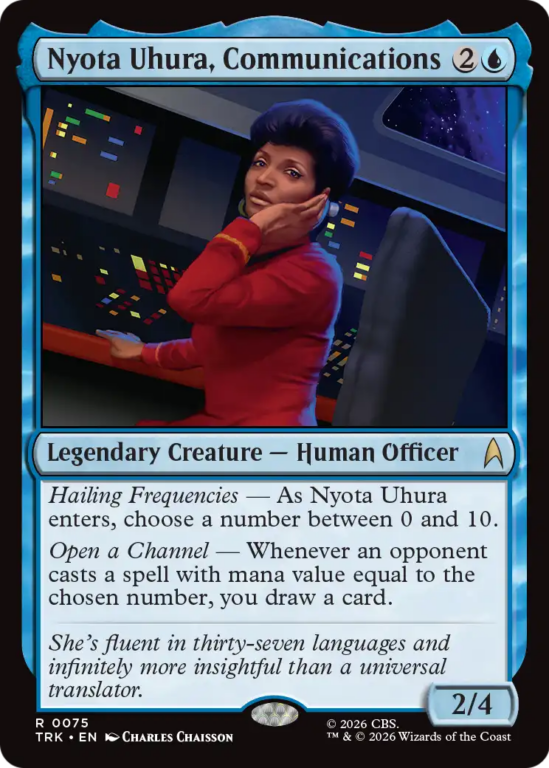 Nyota Uhura, Communications 2
Legendary Creature — Human Officer
Hailing Frequencies — As Nyota Uhura
enters, choose a number between 0 and 10.
Open a Channel — Whenever an opponent
casts a spell with mana value equal to the
chosen number, you draw a card.
She's fluent in thirty-seven languages and
infinitely more insightful than a universal
translator.
2/4
R 0075
TRK • EN Charles Chaisson
© 2026 CBS.
™ & © 2026 Wizards of the Coast